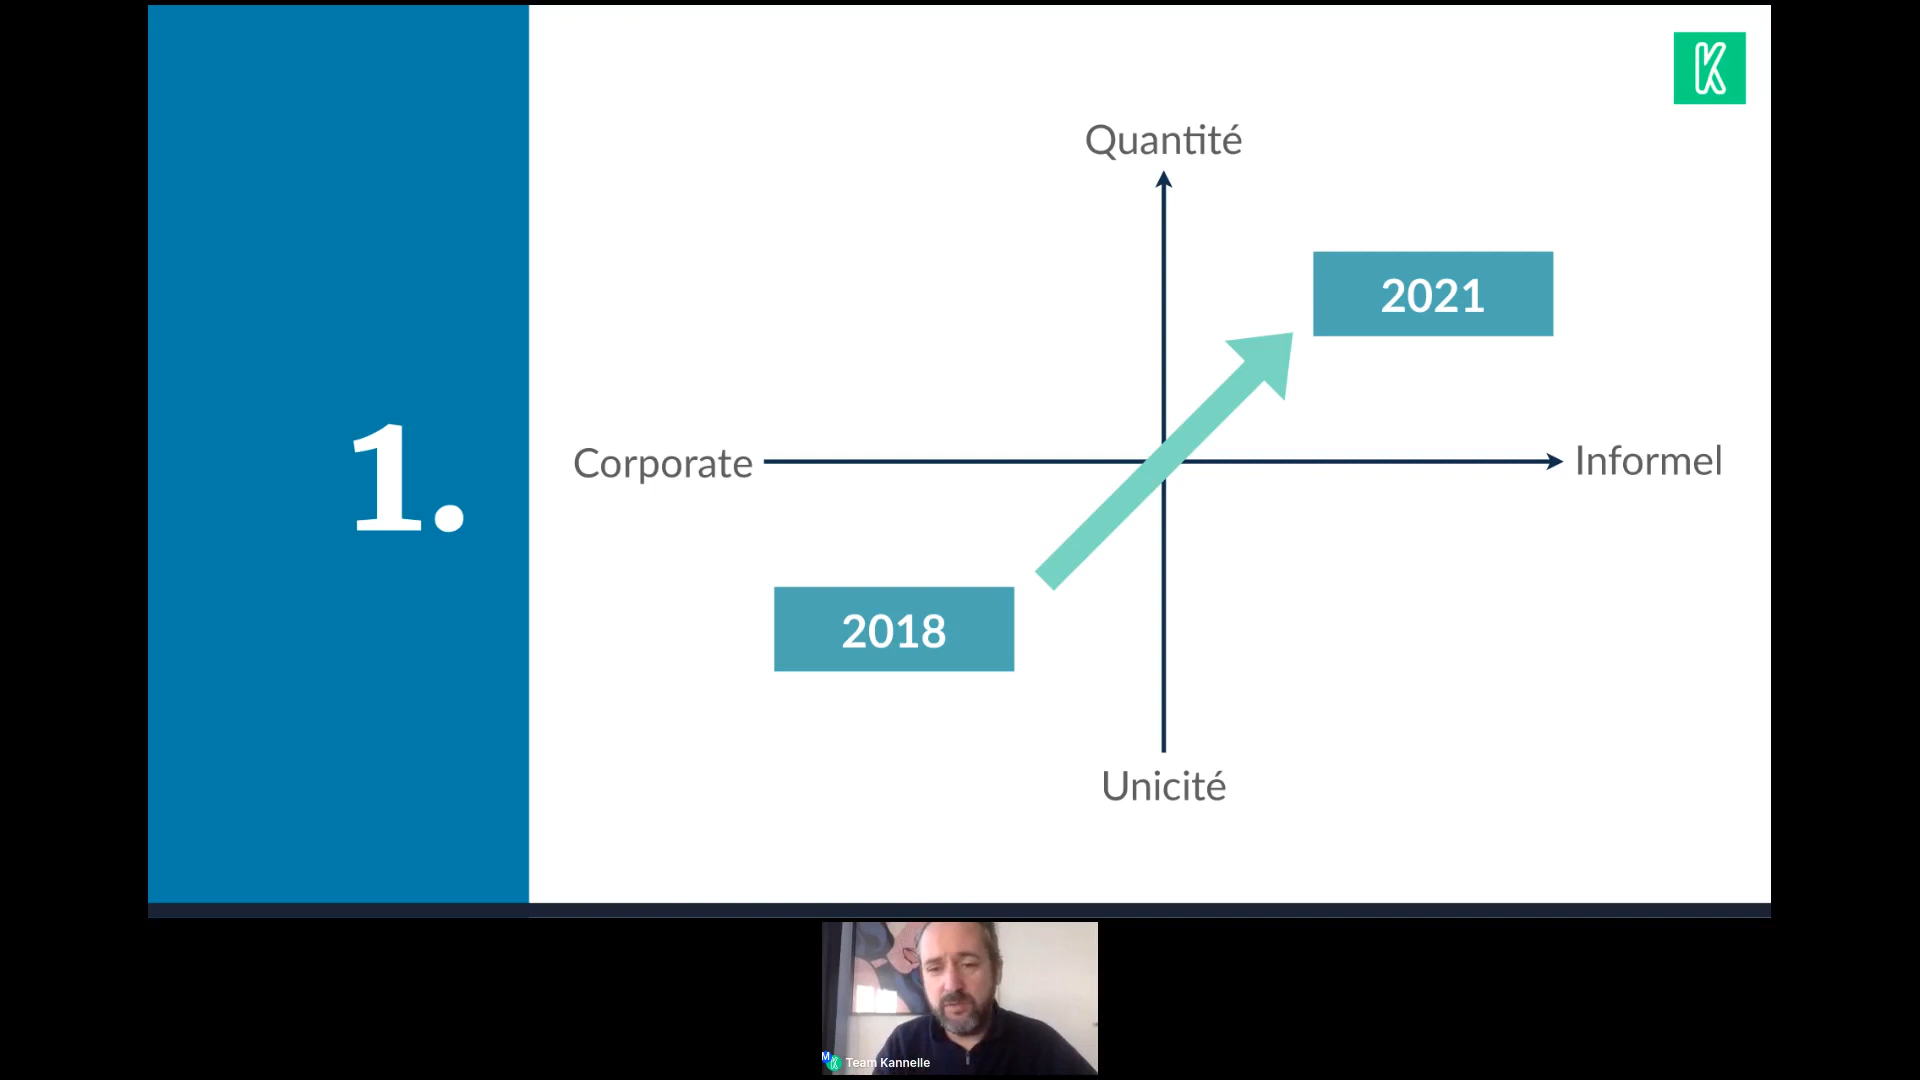 K
Quantité
2021
1.
Corporate
Informel
2018
Unicité
M
Team Kannelle